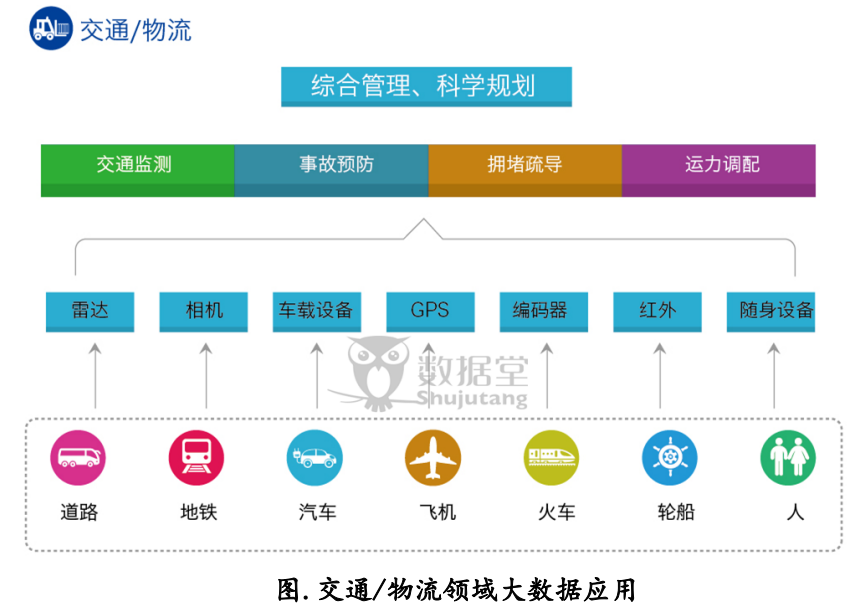 交通/物流
综合管理、科学规划
交通监测 事故预防 拥堵疏导 运力调配
雷达 相机 车载设备 GPS 编码器 红外 随身设备
数据堂
Shujutang
道路 地铁 汽车 飞机 火车 轮船 人
图.交通/物流领域大数据应用